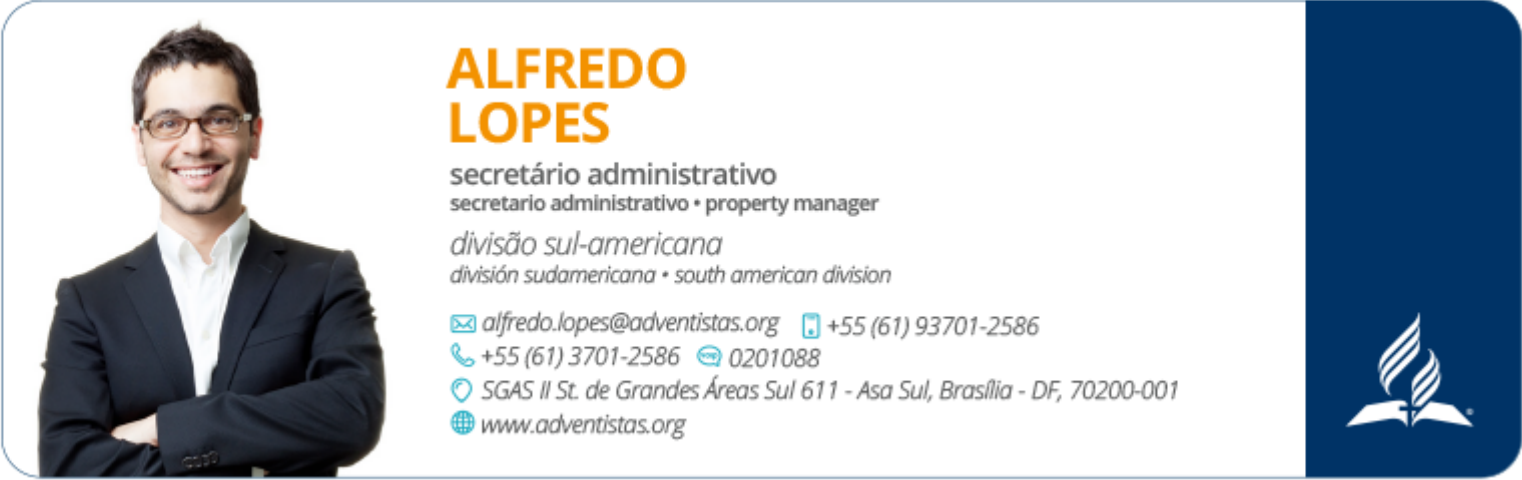 ALFREDO
LOPES
secretário administrativo
secretario administrativo • property manager
divisão sul-americana
división sudamericana • south american division
alfredo.lopes@adventistas.org +55 (61) 93701-2586
+55 (61) 3701-2586 voip 0201088
SGAS II St. de Grandes Áreas Sul 611 - Asa Sul, Brasília - DF, 70200-001
www.adventistas.org